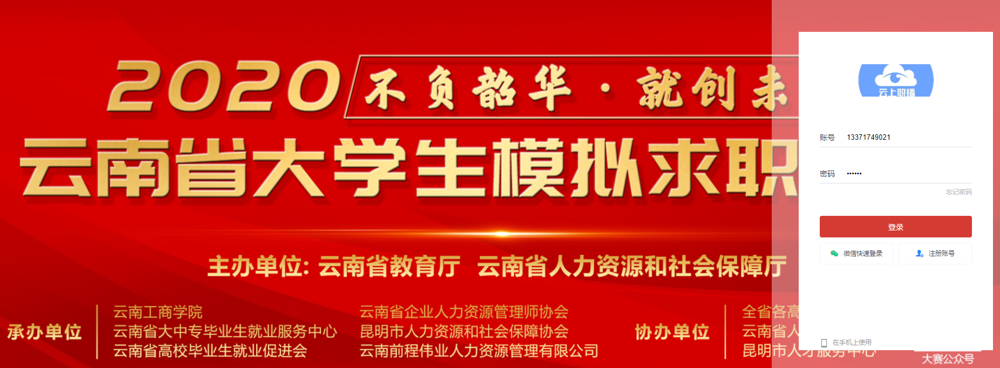 2020 不负韶华·就创未
云南省大学生模拟求职
主办单位: 云南省教育厅 云南省人力资源和社会保障厅
承办单位
云南工商学院
云南省大中专毕业生就业服务中心
云南省高校毕业生就业促进会
云南省企业人力资源管理师协会
昆明市人力资源和社会保障协会
云南前程伟业人力资源管理有限公司
协办单位
全省各高
云南省人
昆明市人才服务中心
大赛公众号
云上职播
账号 13371749021
密码 ••••••
忘记密码
登录
微信快速登录 注册账号
在手机上使用